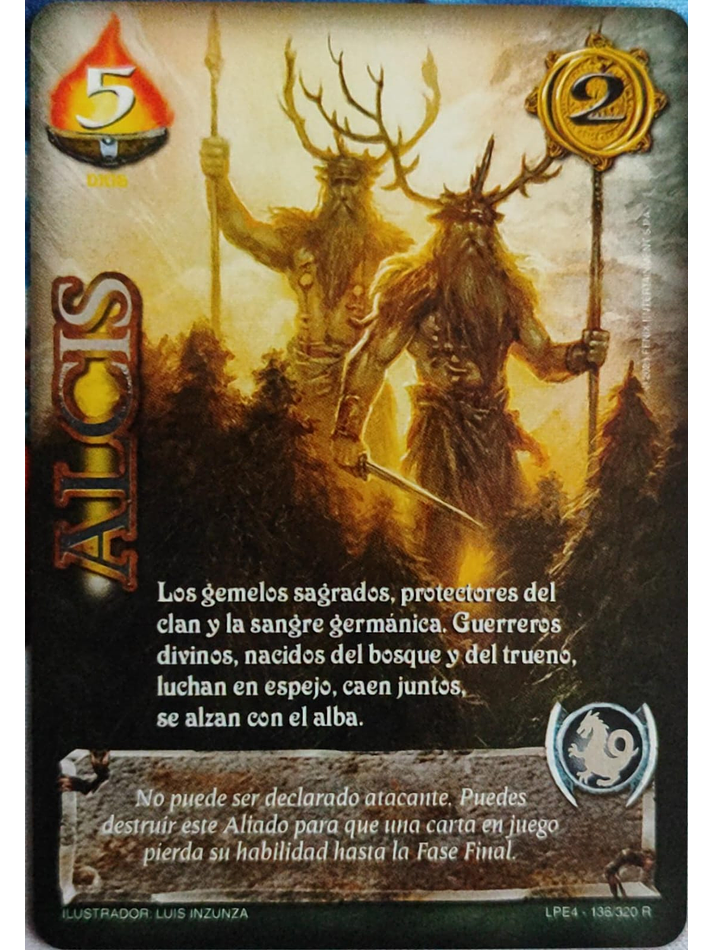 5
2
ALCIS
Los gemelos sagrados, protectores del
clan y la sangre germánica. Guerreros
divinos, nacidos del bosque y del trueno,
luchan en espejo, caen juntos,
se alzan con el alba.
No puede ser declarado atacante. Puedes
destruir este Aliado para que una carta en juego
pierda su habilidad hasta la Fase Final.
ILUSTRADOR: LUIS INZUNZA
LPE4 - 136/320 R